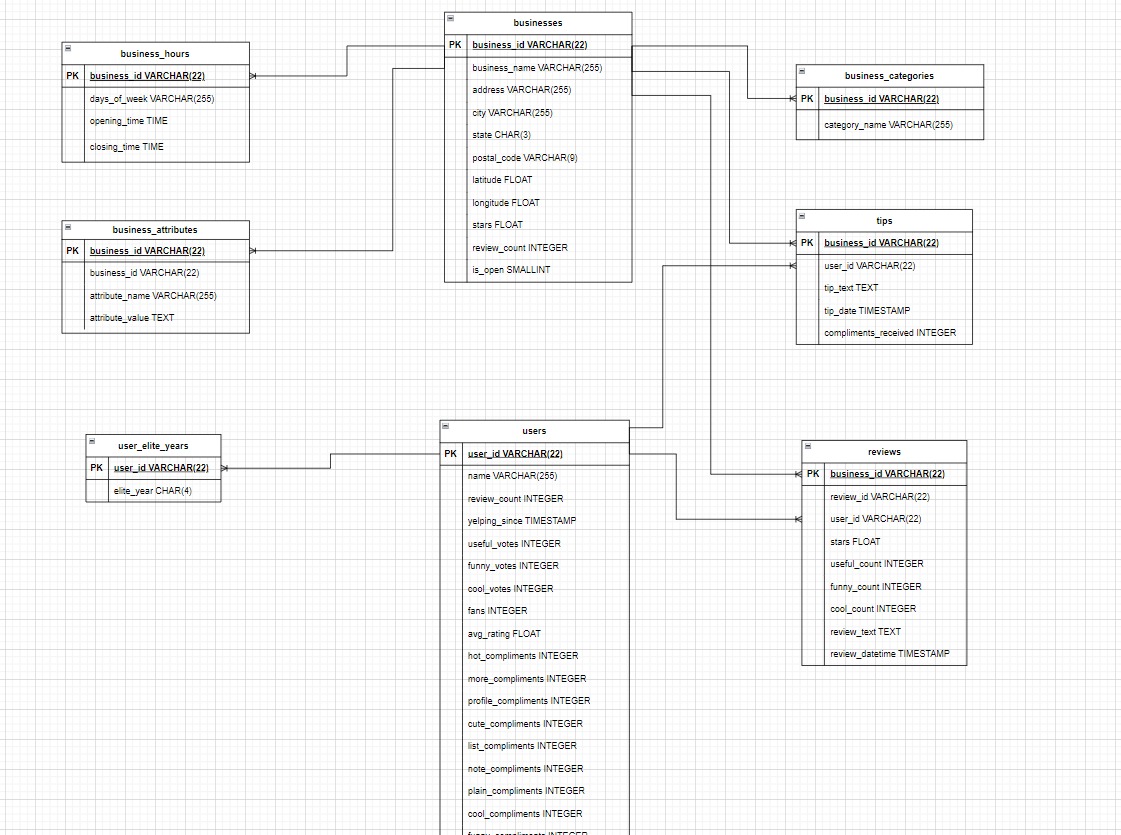 businesses
PK business_id VARCHAR(22)
business_name VARCHAR(255)
address VARCHAR(255)
city VARCHAR(255)
state CHAR(3)
postal_code VARCHAR(9)
latitude FLOAT
longitude FLOAT
stars FLOAT
review_count INTEGER
is_open SMALLINT
business_hours
PK business_id VARCHAR(22)
days_of_week VARCHAR(255)
opening_time TIME
closing_time TIME
business_categories
PK business_id VARCHAR(22)
category_name VARCHAR(255)
business_attributes
PK business_id VARCHAR(22)
business_id VARCHAR(22)
attribute_name VARCHAR(255)
attribute_value TEXT
tips
PK business_id VARCHAR(22)
user_id VARCHAR(22)
tip_text TEXT
tip_date TIMESTAMP
compliments_received INTEGER
user_elite_years
PK user_id VARCHAR(22)
elite_year CHAR(4)
users
PK user_id VARCHAR(22)
name VARCHAR(255)
review_count INTEGER
yelping_since TIMESTAMP
useful_votes INTEGER
funny_votes INTEGER
cool_votes INTEGER
fans INTEGER
avg_rating FLOAT
hot_compliments INTEGER
more_compliments INTEGER
profile_compliments INTEGER
cute_compliments INTEGER
list_compliments INTEGER
note_compliments INTEGER
plain_compliments INTEGER
cool_compliments INTEGER
funny_compliments INTEGER
reviews
PK business_id VARCHAR(22)
review_id VARCHAR(22)
user_id VARCHAR(22)
stars FLOAT
useful_count INTEGER
funny_count INTEGER
cool_count INTEGER
review_text TEXT
review_datetime TIMESTAMP